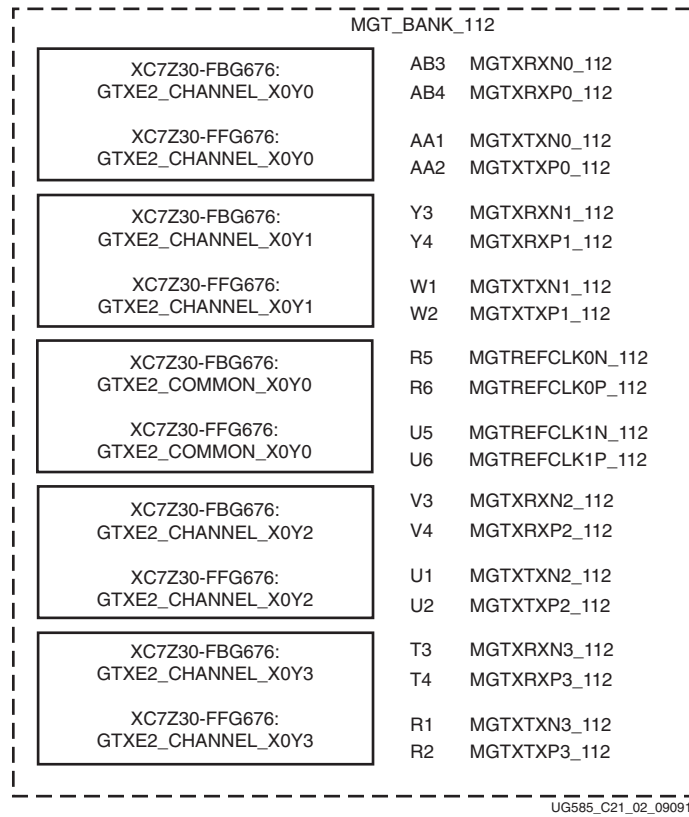 MGT_BANK_112
XC7Z30-FBG676:
GTXE2_CHANNEL_X0Y0
XC7Z30-FFG676:
GTXE2_CHANNEL_X0Y0
AB3 MGTXRXN0_112
AB4 MGTXRXP0_112
AA1 MGTXTXN0_112
AA2 MGTXTXP0_112
XC7Z30-FBG676:
GTXE2_CHANNEL_X0Y1
XC7Z30-FFG676:
GTXE2_CHANNEL_X0Y1
Y3 MGTXRXN1_112
Y4 MGTXRXP1_112
W1 MGTXTXN1_112
W2 MGTXTXP1_112
XC7Z30-FBG676:
GTXE2_COMMON_X0Y0
XC7Z30-FFG676:
GTXE2_COMMON_X0Y0
R5 MGTREFCLK0N_112
R6 MGTREFCLK0P_112
U5 MGTREFCLK1N_112
U6 MGTREFCLK1P_112
XC7Z30-FBG676:
GTXE2_CHANNEL_X0Y2
XC7Z30-FFG676:
GTXE2_CHANNEL_X0Y2
V3 MGTXRXN2_112
V4 MGTXRXP2_112
U1 MGTXTXN2_112
U2 MGTXTXP2_112
XC7Z30-FBG676:
GTXE2_CHANNEL_X0Y3
XC7Z30-FFG676:
GTXE2_CHANNEL_X0Y3
T3 MGTXRXN3_112
T4 MGTXRXP3_112
R1 MGTXTXN3_112
R2 MGTXTXP3_112
UG585_C21_02_09091